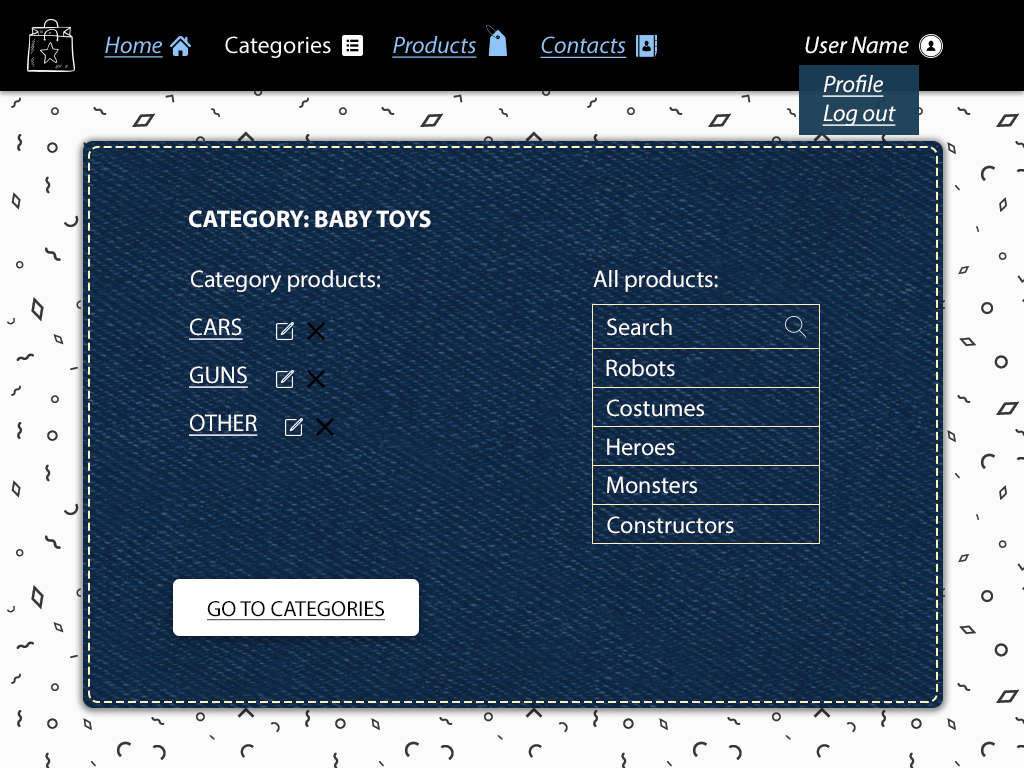 Home Categories Products Contacts User Name
Profile
Log out
CATEGORY: BABY TOYS
Category products:
CARS
GUNS
OTHER
All products:
Search
Robots
Costumes
Heroes
Monsters
Constructors
GO TO CATEGORIES